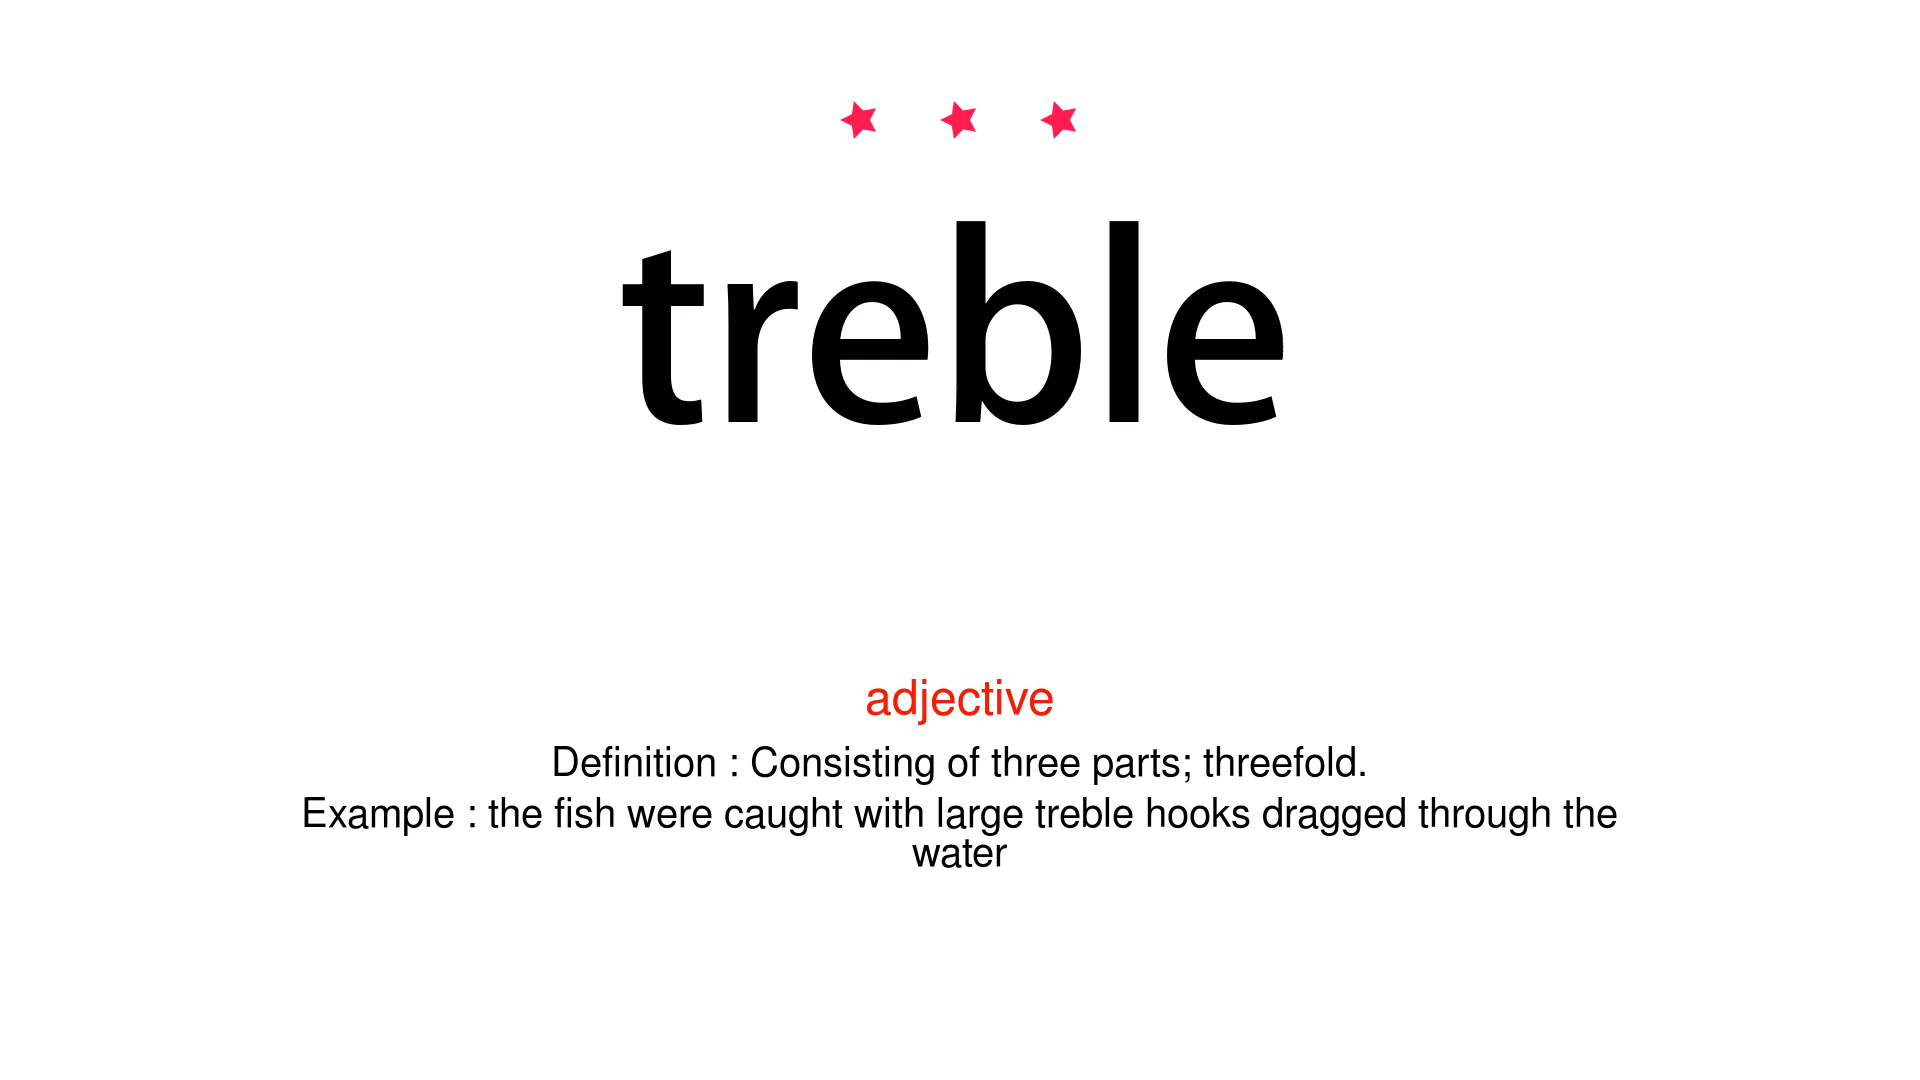 treble
adjective
Definition : Consisting of three parts; threefold.
Example : the fish were caught with large treble hooks dragged through the
water